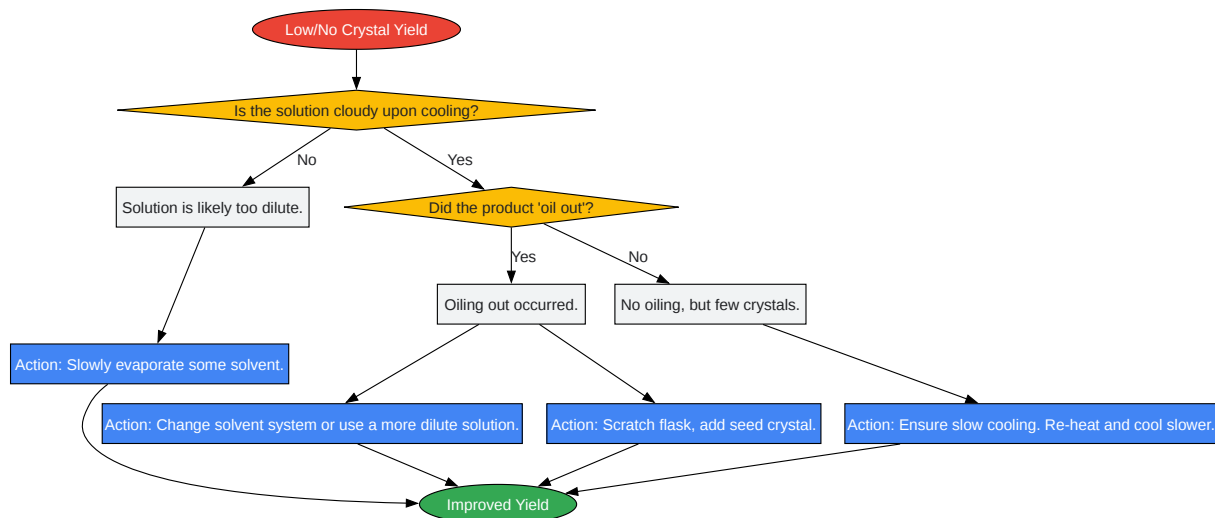 Low/No Crystal Yield
Is the solution cloudy upon cooling?
No
Yes
Solution is likely too dilute.
Did the product 'oil out'?
Yes
No
Oiling out occurred.
No oiling, but few crystals.
Action: Slowly evaporate some solvent.
Action: Change solvent system or use a more dilute solution.
Action: Scratch flask, add seed crystal.
Action: Ensure slow cooling. Re-heat and cool slower.
Improved Yield